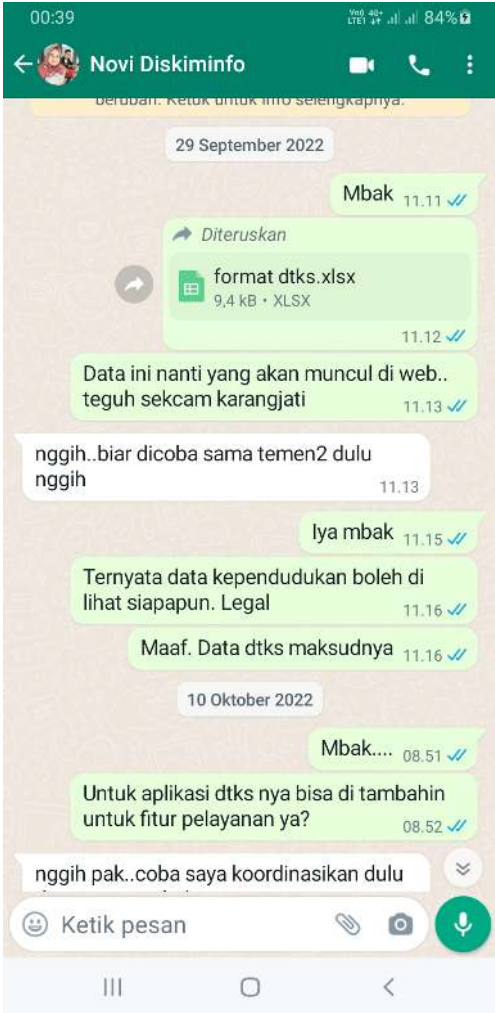 00:39
Vo) 4G+ LTE1 84%
Novi Diskiminfo
berubah. Ketuk untuk info selengkapnya.
29 September 2022
Mbak 11.11
Diteruskan
format dtks.xlsx
9,4 kB • XLSX
11.12
Data ini nanti yang akan muncul di web..
teguh sekcam karangjati 11.13
nggih..biar dicoba sama temen2 dulu
nggih 11.13
Iya mbak 11.15
Ternyata data kependudukan boleh di
lihat siapapun. Legal 11.16
Maaf. Data dtks maksudnya 11.16
10 Oktober 2022
Mbak.... 08.51
Untuk aplikasi dtks nya bisa di tambahin
untuk fitur pelayanan ya? 08.52
nggih pak..coba saya koordinasikan dulu
Ketik pesan